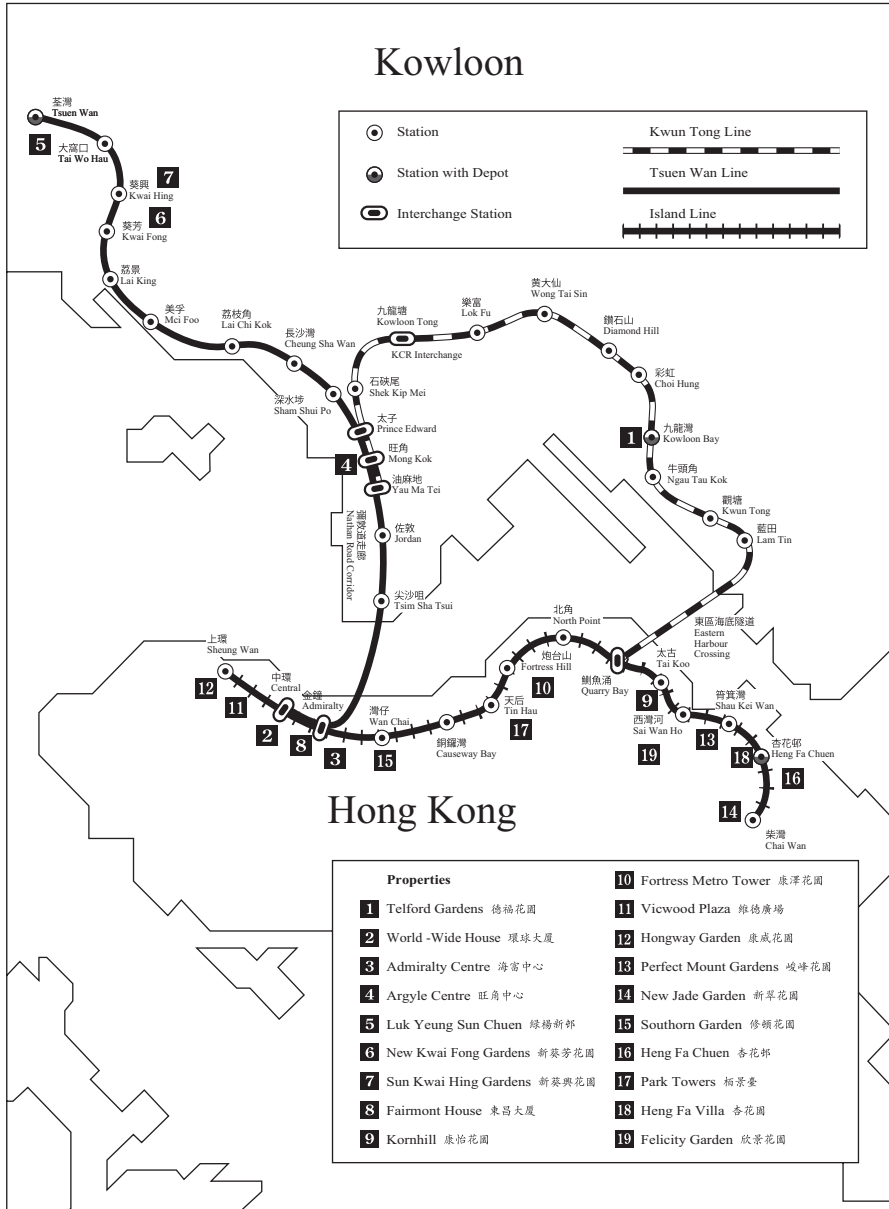 Kowloon
Station
Station with Depot
Interchange Station
Kwun Tong Line
Tsuen Wan Line
Island Line
荃灣
Tsuen Wan
5
大窩口
Tai Wo Hau
7
葵興
Kwai Hing
6
葵芳
Kwai Fong
荔景
Lai King
美孚
Mci Foo
荔枝角
Lai Chi Kok
長沙灣
Cheung Sha Wan
深水埗
Sham Shui Po
九龍塘
Kowloon Tong
KCR Interchange
樂富
Lok Fu
黄大仙
Wong Tai Sin
鑽石山
Diamond Hill
彩虹
Choi Hung
石硤尾
Shek Kip Mei
太子
Prince Edward
1
九龍灣
Kowloon Bay
4
旺角
Mong Kok
牛頭角
Ngau Tau Kok
油麻地
Yau Ma Tei
觀塘
Kwun Tong
藍田
Lam Tin
彌敦道走廊
Nathan Road Corridor
佐敦
Jordan
尖沙咀
Tsim Sha Tsui
東區海底隧道
Eastern
Harbour
Crossing
上環
Sheung Wan
12
11
中環
Central
2
金鐘
Admiralty
8
3
灣仔
Wan Chai
15
銅鑼灣
Causeway Bay
天后
Tin Hau
17
炮台山
Fortress Hill
10
北角
North Point
鰂魚涌
Quarry Bay
太古
Tai Koo
9
西灣河
Sai Wan Ho
19
筲箕灣
Shau Kei Wan
13
18
杏花邨
Heng Fa Chuen
16
14
柴灣
Chai Wan
Hong Kong
Properties
1 Telford Gardens 德福花園
2 World -Wide House 環球大厦
3 Admiralty Centre 海富中心
4 Argyle Centre 旺角中心
5 Luk Yeung Sun Chuen 緑楊新邨
6 New Kwai Fong Gardens 新葵芳花園
7 Sun Kwai Hing Gardens 新葵興花園
8 Fairmont House 東昌大厦
9 Kornhill 康怡花園
10 Fortress Metro Tower 康澤花園
11 Vicwood Plaza 維德廣場
12 Hongway Garden 康威花園
13 Perfect Mount Gardens 峻峰花園
14 New Jade Garden 新翠花園
15 Southorn Garden 修頓花園
16 Heng Fa Chuen 杏花邨
17 Park Towers 栢景臺
18 Heng Fa Villa 杏花園
19 Felicity Garden 欣景花園